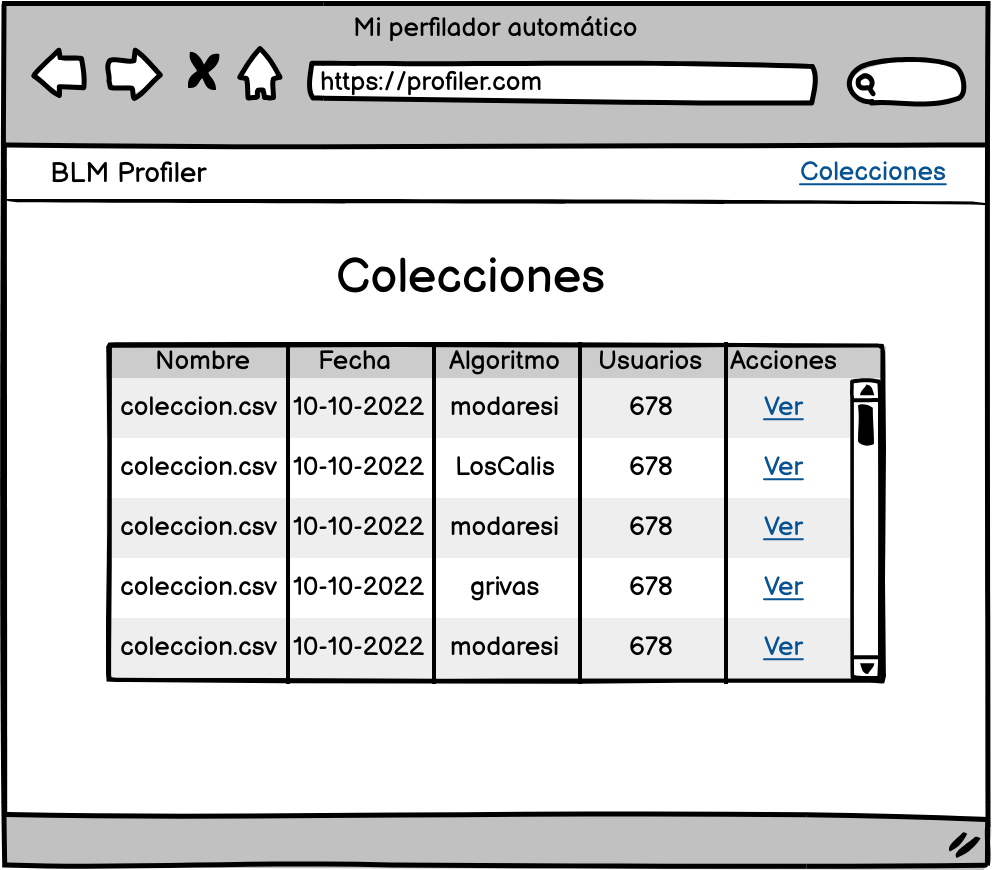 Mi perfilador automático
https://profiler.com
BLM Profiler Colecciones
Colecciones
Nombre Fecha Algoritmo Usuarios Acciones
coleccion.csv 10-10-2022 modaresi 678 Ver
coleccion.csv 10-10-2022 LosCalis 678 Ver
coleccion.csv 10-10-2022 modaresi 678 Ver
coleccion.csv 10-10-2022 grivas 678 Ver
coleccion.csv 10-10-2022 modaresi 678 Ver